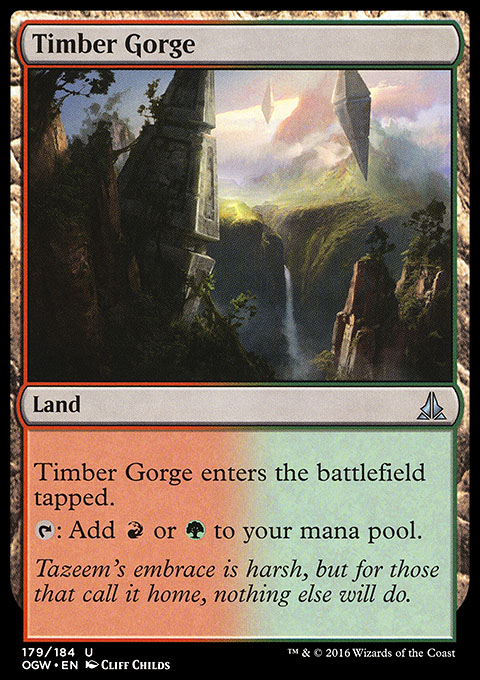 Timber Gorge
Land
Timber Gorge enters the battlefield
tapped.
: Add or to your mana pool.
Tazeem's embrace is harsh, but for those
that call it home, nothing else will do.
179/184 U
OGW • EN Cliff Childs
™ & © 2016 Wizards of the Coast